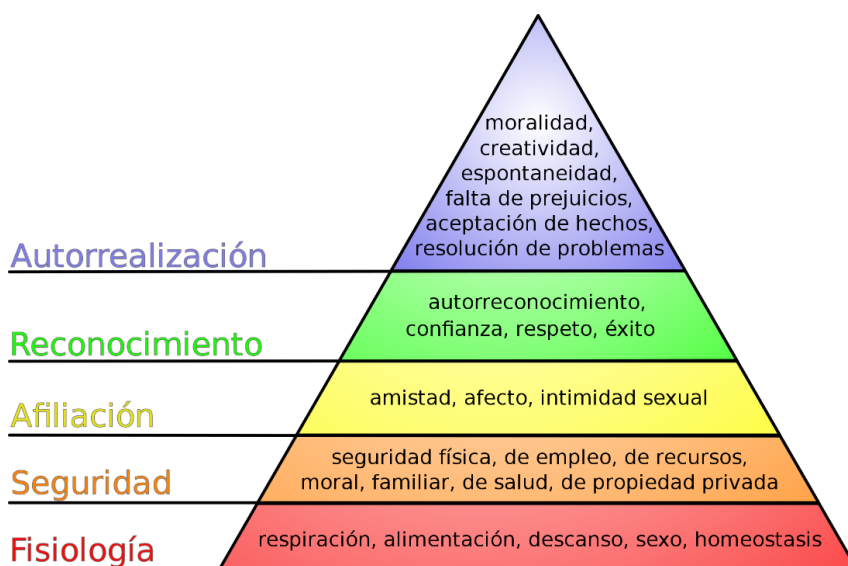 moralidad,
creatividad,
espontaneidad,
falta de prejuicios,
aceptación de hechos,
resolución de problemas
Autorrealización
autorreconocimiento,
confianza, respeto, éxito
Reconocimiento
amistad, afecto, intimidad sexual
Afiliación
seguridad física, de empleo, de recursos,
moral, familiar, de salud, de propiedad privada
Seguridad
respiración, alimentación, descanso, sexo, homeostasis
Fisiología